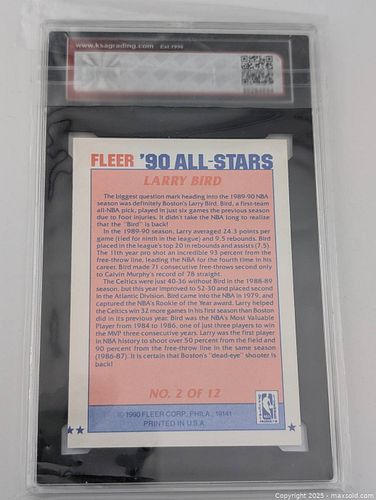 www.ksagrading.com Est.1996
FLEER '90 ALL-STARS
LARRY BIRD
The biggest question mark heading into the 1989-90 NBA
season was definitely Boston's Larry Bird. Bird, a first-team
all-NBA pick, played in just six games the previous season
due to foot injuries. It didn't take the NBA long to realize
that the "Bird" is back!
In the 1989-90 season, Larry averaged 24.3 points per
game (tied for ninth in the league) and 9.5 rebounds. Bird
placed in the league's top 20 in rebounds and assists (7.5).
The 11th year pro shot an incredible 93 percent from the
free-throw line, leading the NBA for the fourth time in his
career. Bird made 71 consecutive free-throws second only
to Calvin Murphy's record of 78 straight.
The Celtics were just 40-36 without Bird in the 1988-89
season, but this year improved to 52-30 and placed second
in the Atlantic Division. Bird came into the NBA in 1979, and
captured the NBA's Rookie of the Year award. Larry helped
the Celtics win 32 more games in his first season than Boston
did in its previous year. Bird was the NBA's Most Valuable
Player from 1984 to 1986, one of just three players to win
the MVP three consecutive years. Larry was the first player
in NBA history to shoot over 50 percent from the field and
90 percent from the free-throw line in the same season
(1986-87). It is certain that Boston's "dead-eye" shooter is
back!
NO. 2 OF 12
© 1990 FLEER CORP., PHILA., 19141
PRINTED IN U.S.A.
Copyright 2025 - maxsold.com